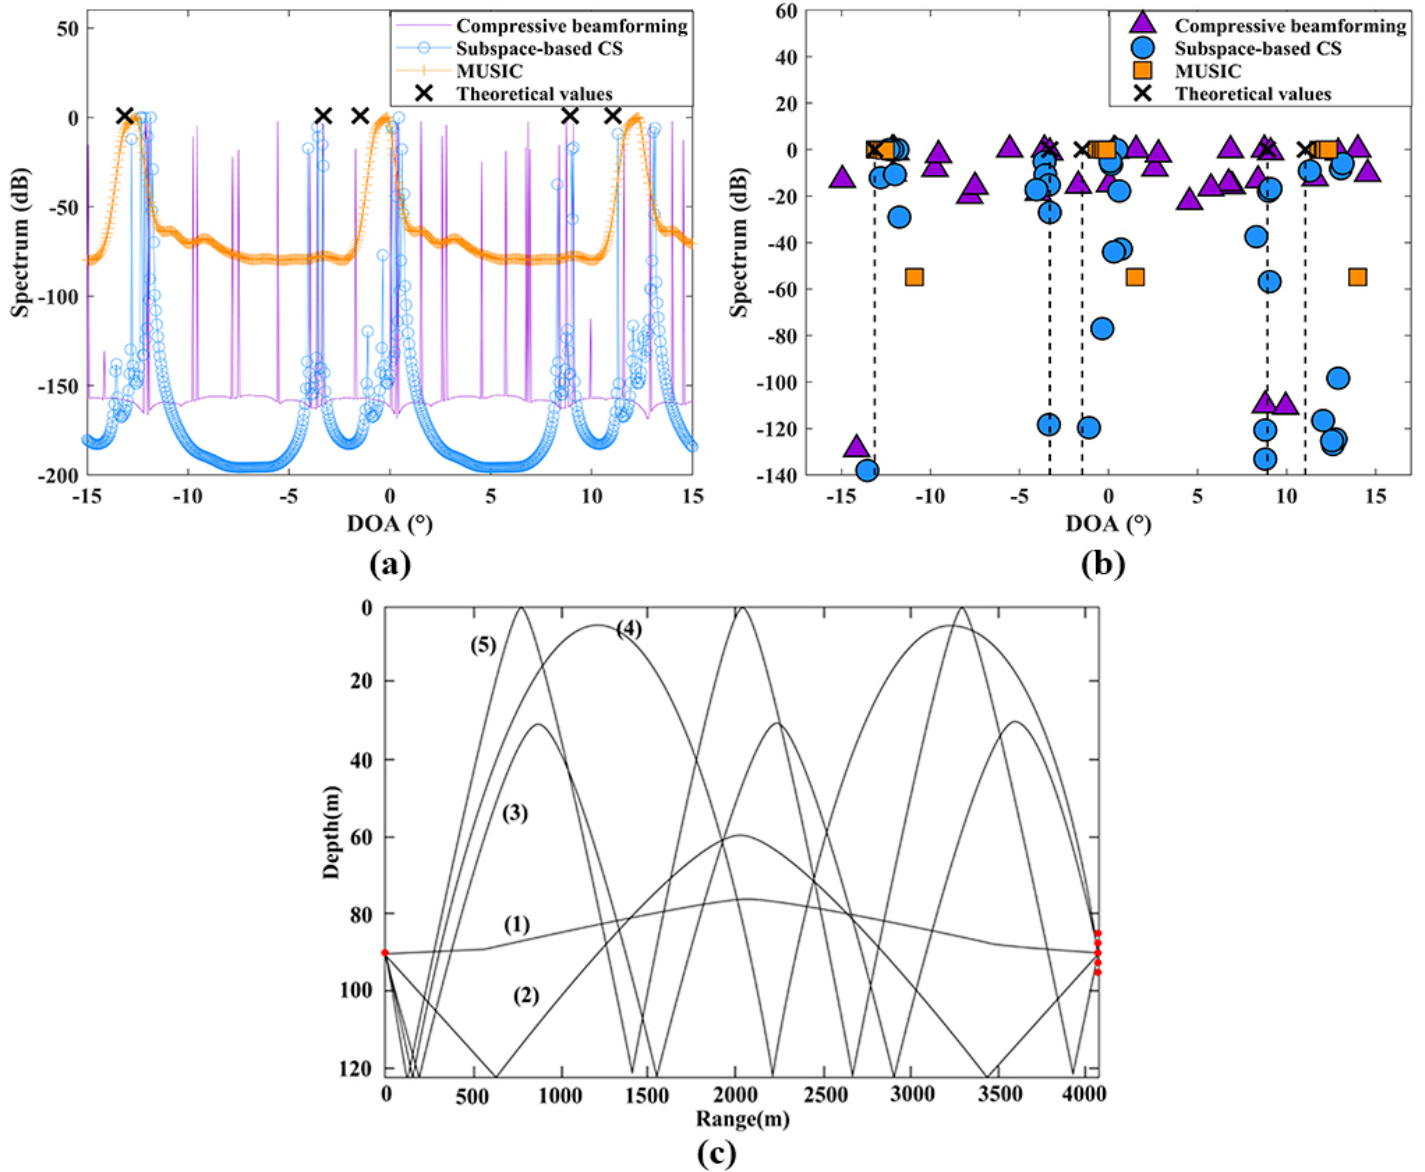 Compressive beamforming
Subspace-based CS
MUSIC
Theoretical values
50
0
-50
-100
-150
-200
Spectrum (dB)
-15 -10 -5 0 5 10 15
DOA (°)
(a)
Compressive beamforming
Subspace-based CS
MUSIC
Theoretical values
60
40
20
0
-20
-40
-60
-80
-100
-120
-140
Spectrum (dB)
-15 -10 -5 0 5 10 15
DOA (°)
(b)
0
20
40
60
80
100
120
Depth(m)
(5)
(4)
(3)
(1)
(2)
0 500 1000 1500 2000 2500 3000 3500 4000
Range(m)
(c)